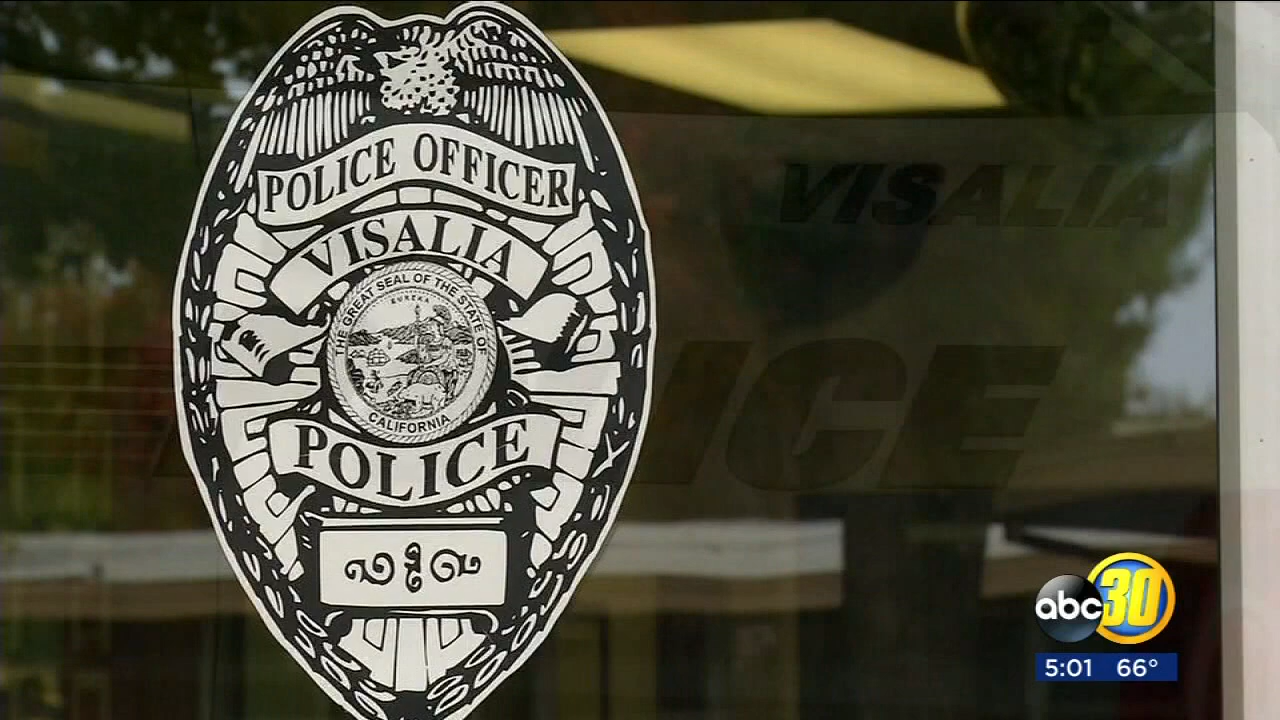 POLICE OFFICER
VISALIA
THE GREAT SEAL OF THE STATE OF CALIFORNIA
EUREKA
POLICE
VISALIA
POLICE
abc 30
5:01 66°